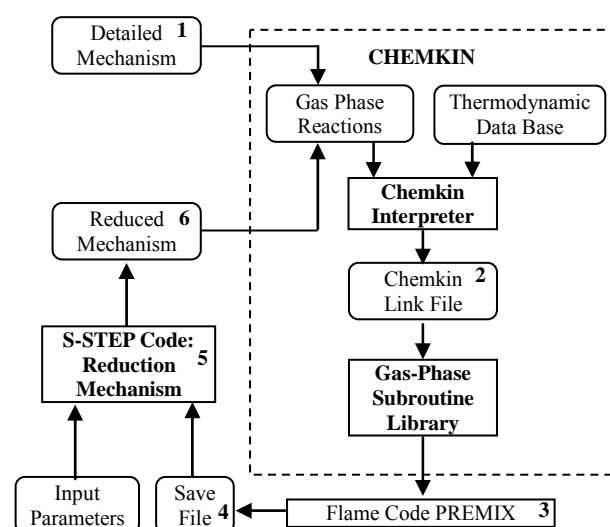 Detailed 1
Mechanism
CHEMKIN
Gas Phase
Reactions
Thermodynamic
Data Base
Chemkin
Interpreter
Reduced 6
Mechanism
Chemkin 2
Link File
S-STEP Code:
Reduction 5
Mechanism
Gas-Phase
Subroutine
Library
Input
Parameters
Save
File 4
Flame Code PREMIX 3